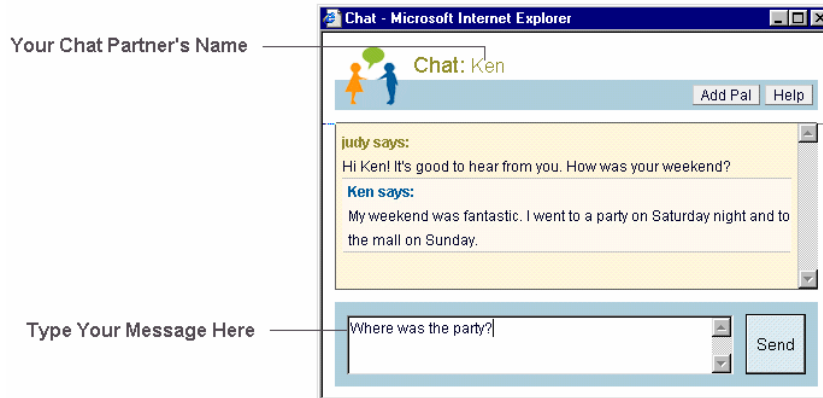 Chat - Microsoft Internet Explorer
Your Chat Partner's Name
Chat: Ken
Add Pal Help
judy says:
Hi Ken! It's good to hear from you. How was your weekend?
Ken says:
My weekend was fantastic. I went to a party on Saturday night and to
the mall on Sunday.
Type Your Message Here
Where was the party?
Send